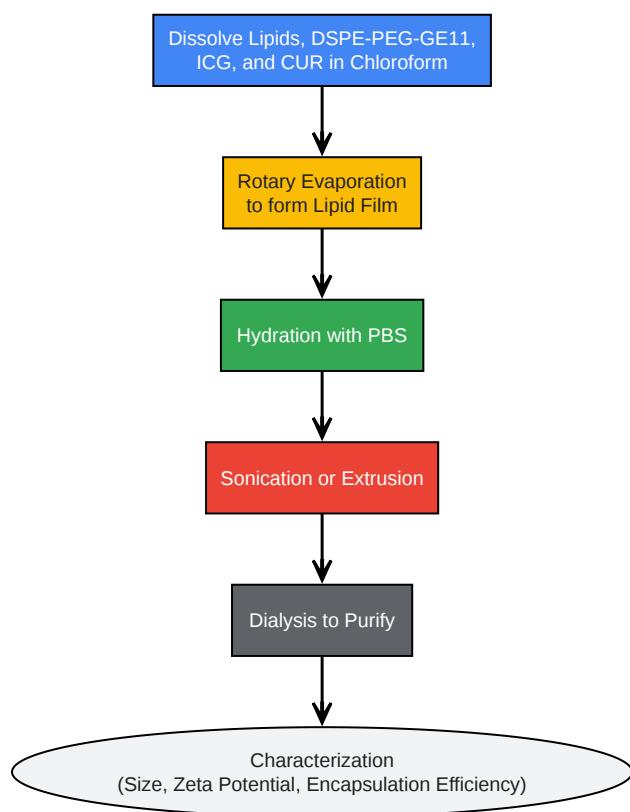 Dissolve Lipids, DSPE-PEG-GE11,
ICG, and CUR in Chloroform
Rotary Evaporation
to form Lipid Film
Hydration with PBS
Sonication or Extrusion
Dialysis to Purify
Characterization
(Size, Zeta Potential, Encapsulation Efficiency)